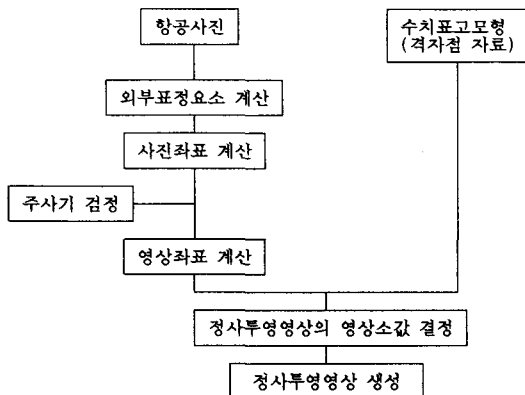 항공사진
수치표고모형
(격자점 자료)
외부표정요소 계산
사진좌표 계산
주사기 검정
영상좌표 계산
정사투영영상의 영상소값 결정
정사투영영상 생성